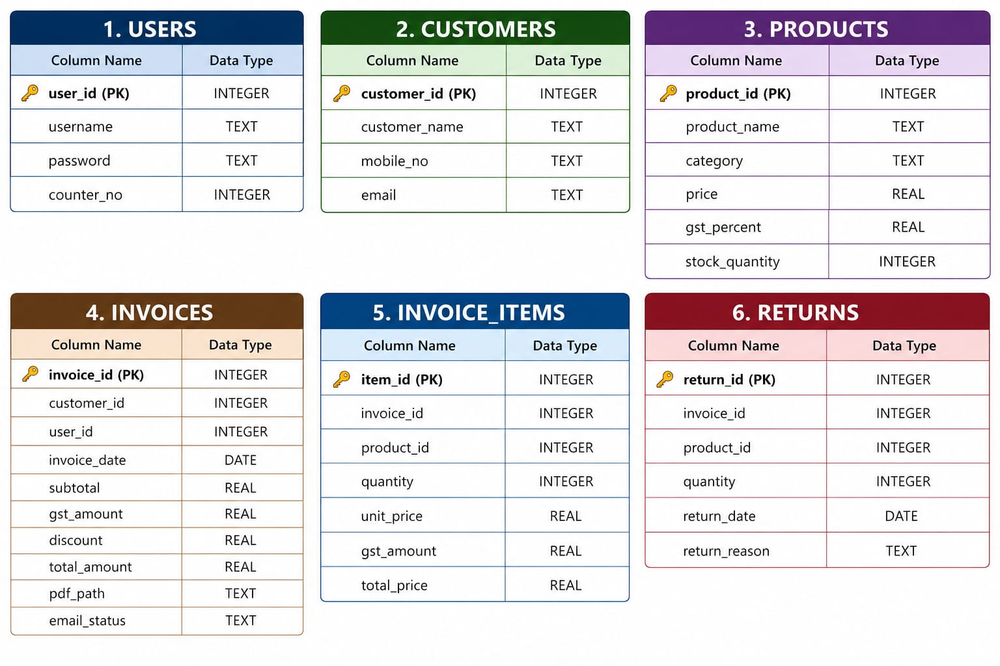 1. USERS
Column Name Data Type
user_id (PK) INTEGER
username TEXT
password TEXT
counter_no INTEGER
2. CUSTOMERS
Column Name Data Type
customer_id (PK) INTEGER
customer_name TEXT
mobile_no TEXT
email TEXT
3. PRODUCTS
Column Name Data Type
product_id (PK) INTEGER
product_name TEXT
category TEXT
price REAL
gst_percent REAL
stock_quantity INTEGER
4. INVOICES
Column Name Data Type
invoice_id (PK) INTEGER
customer_id INTEGER
user_id INTEGER
invoice_date DATE
subtotal REAL
gst_amount REAL
discount REAL
total_amount REAL
pdf_path TEXT
email_status TEXT
5. INVOICE_ITEMS
Column Name Data Type
item_id (PK) INTEGER
invoice_id INTEGER
product_id INTEGER
quantity INTEGER
unit_price REAL
gst_amount REAL
total_price REAL
6. RETURNS
Column Name Data Type
return_id (PK) INTEGER
invoice_id INTEGER
product_id INTEGER
quantity INTEGER
return_date DATE
return_reason TEXT